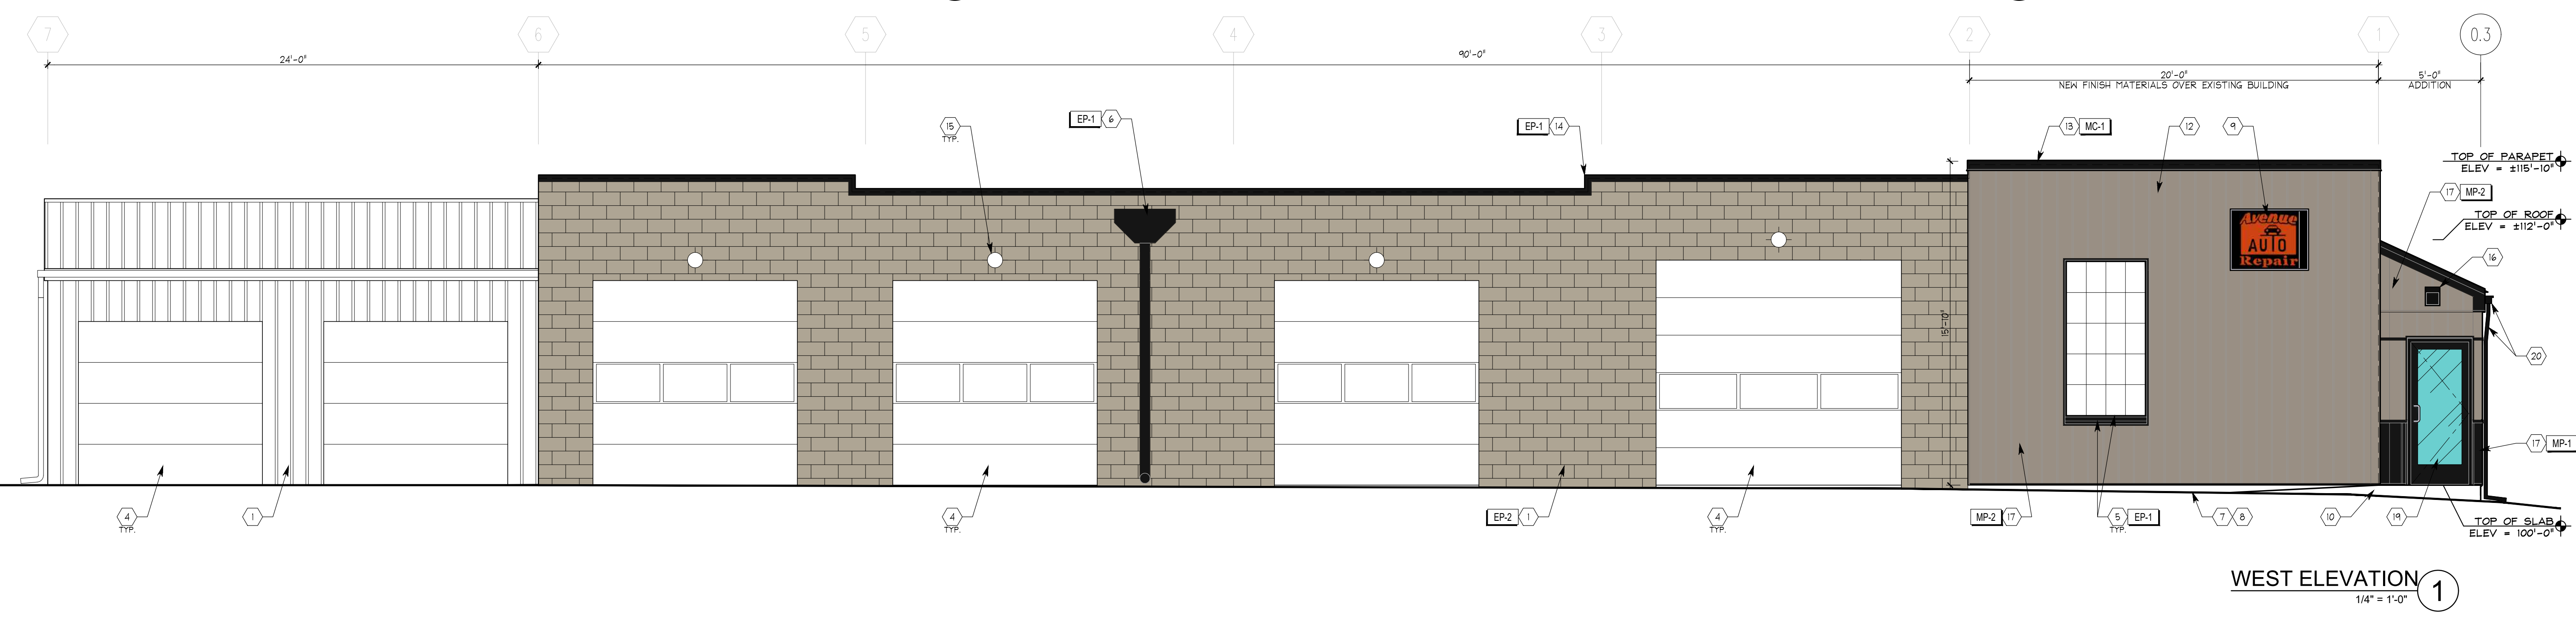 7 6 5 4 3 2 1 0.3
24'-0" 90'-0"
20'-0" 5'-0"
NEW FINISH MATERIALS OVER EXISTING BUILDING ADDITION
15 EP-1 6 EP-1 14 13 MC-1 12 9
TYP.
TOP OF PARAPET
ELEV = ±115'-10"
17 MP-2
TOP OF ROOF
ELEV = ±112'-0"
Avenue
AUTO
Repair
16
15'-10"
20
17 MP-1
4 1 4 EP-2 1 4 MP-2 17 5 EP-1 7 8 10 19
TYP. TYP. TYP. TYP.
TOP OF SLAB
ELEV = 100'-0"
WEST ELEVATION 1
1/4" = 1'-0"